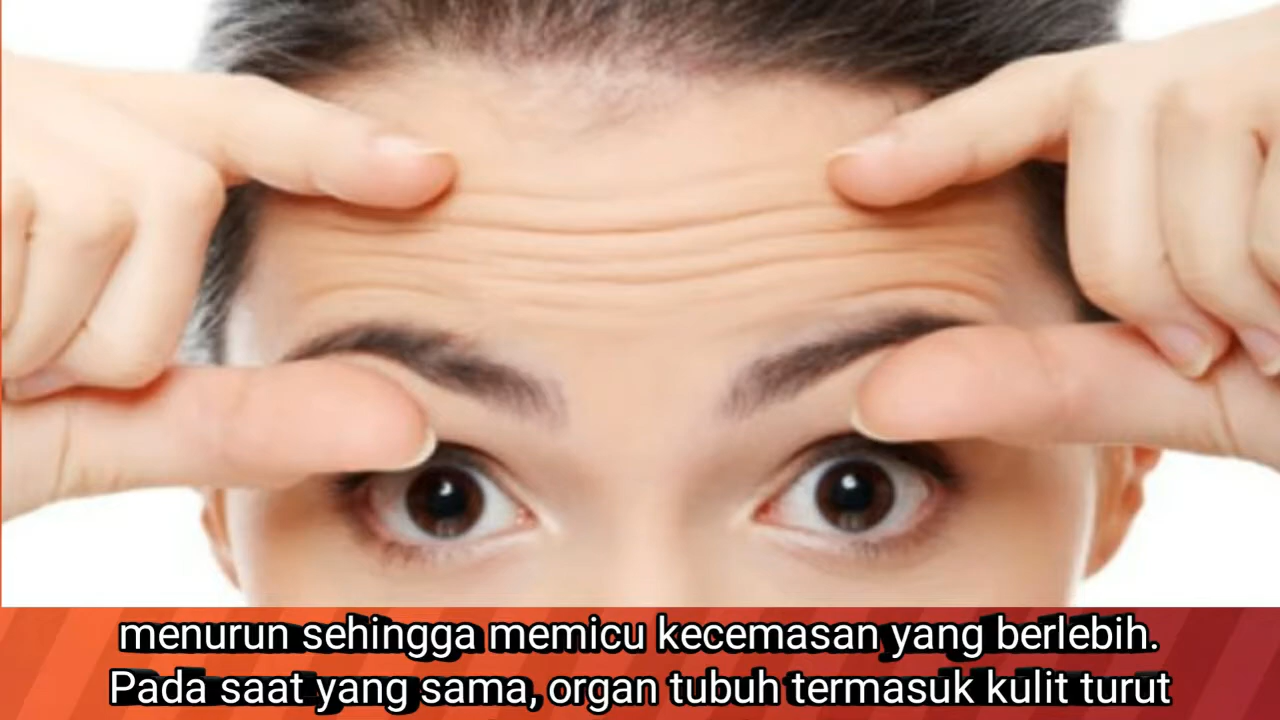 menurun sehingga memicu kecemasan yang berlebih.
Pada saat yang sama, organ tubuh termasuk kulit turut